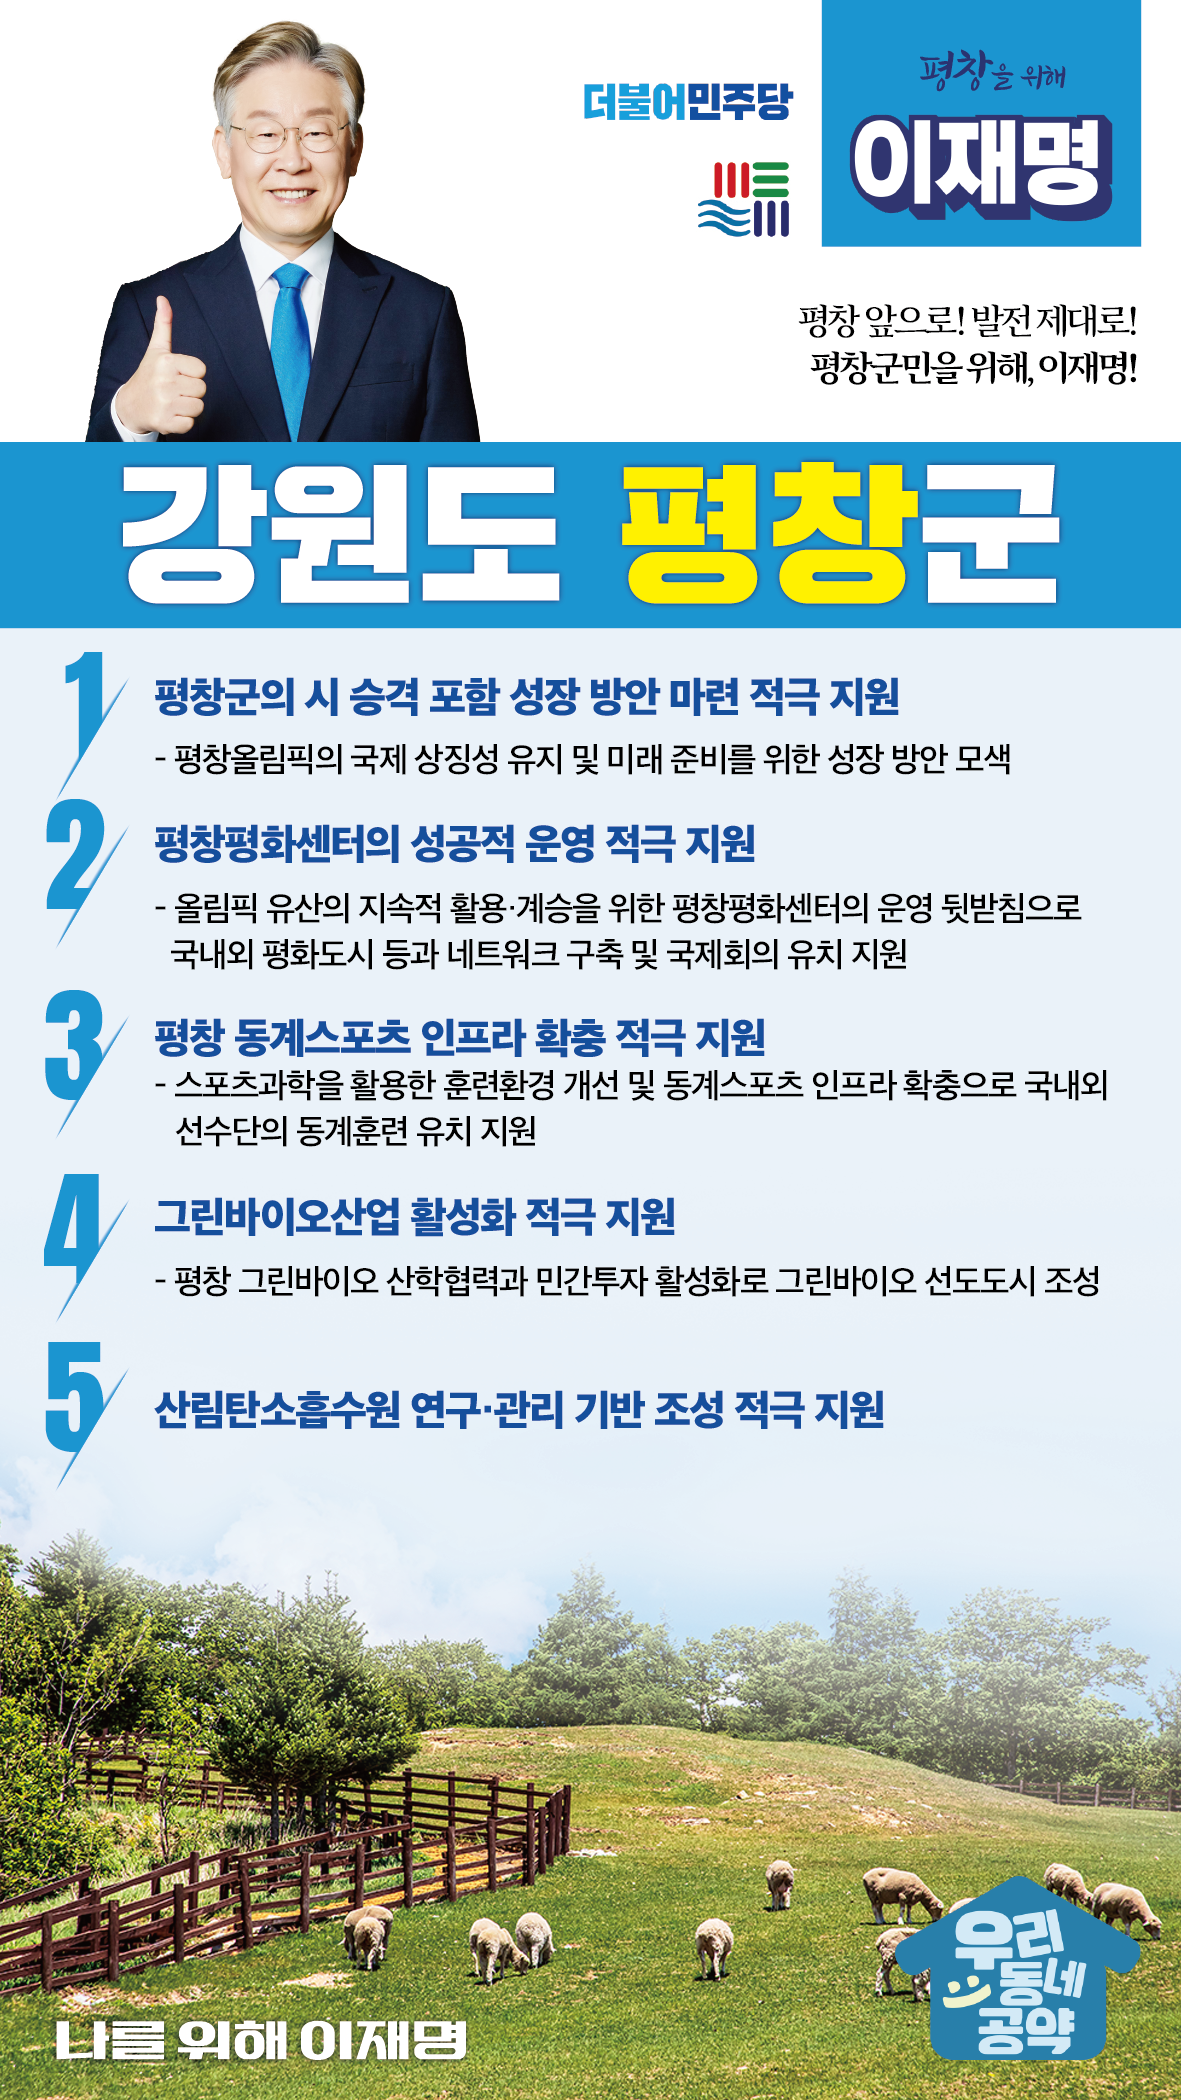 더불어민주당
평창을 위해
이재명
평창 앞으로! 발전 제대로!
평창군민을 위해, 이재명!
강원도 평창군
1
평창군의 시 승격 포함 성장 방안 마련 적극 지원
- 평창올림픽의 국제 상징성 유지 및 미래 준비를 위한 성장 방안 모색
2
평창평화센터의 성공적 운영 적극 지원
- 올림픽 유산의 지속적 활용·계승을 위한 평창평화센터의 운영 뒷받침으로
국내외 평화도시 등과 네트워크 구축 및 국제회의 유치 지원
3
평창 동계스포츠 인프라 확충 적극 지원
- 스포츠과학을 활용한 훈련환경 개선 및 동계스포츠 인프라 확충으로 국내외
선수단의 동계훈련 유치 지원
4
그린바이오산업 활성화 적극 지원
- 평창 그린바이오 산학협력과 민간투자 활성화로 그린바이오 선도도시 조성
5
산림탄소흡수원 연구·관리 기반 조성 적극 지원
우리
동네
공약
나를 위해 이재명